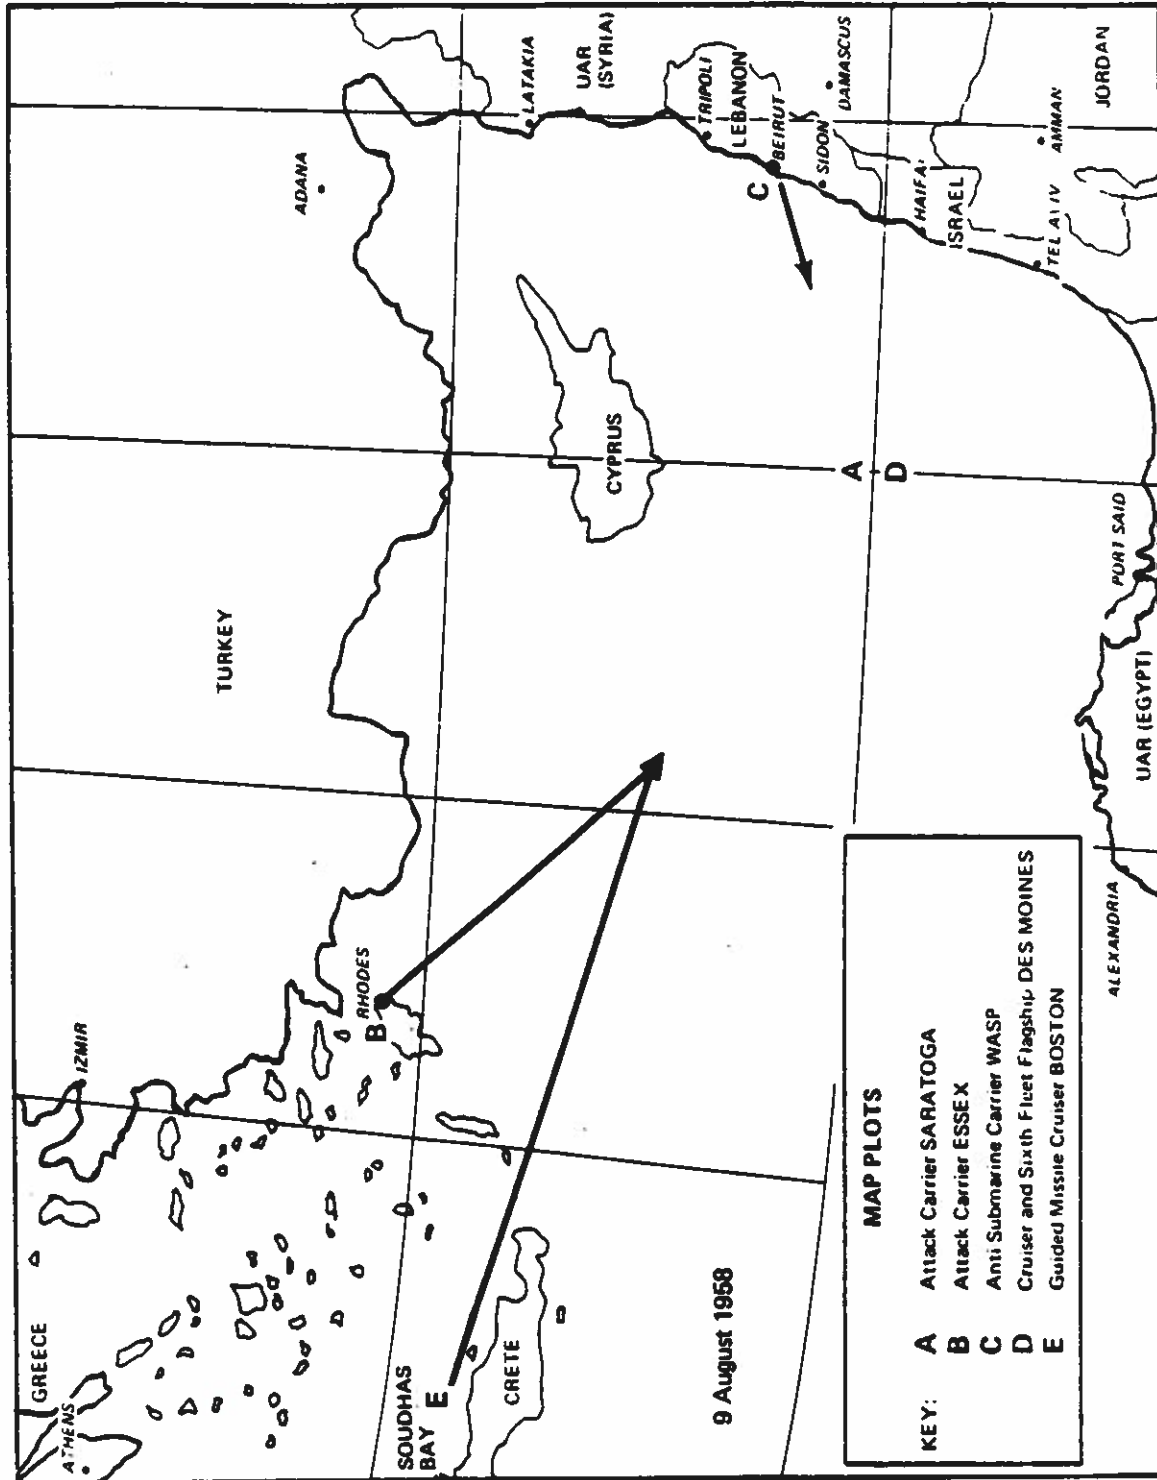 GREECE
ATHENS
IZMIR
TURKEY
ADANA
RHODES
B
SOUDHAS
BAY
E
CRETE
CYPRUS
LATAKIA
UAR
(SYRIA)
TRIPOLI
LEBANON
BEIRUT
C
SIDON
DAMASCUS
A
D
HAIFA
ISRAEL
TEL AVIV
AMMAN
JORDAN
PORT SAID
UAR (EGYPT)
ALEXANDRIA
9 August 1958
MAP PLOTS
KEY: A Attack Carrier SARATOGA
B Attack Carrier ESSEX
C Anti Submarine Carrier WASP
D Cruiser and Sixth Fleet Flagship DES MOINES
E Guided Missile Cruiser BOSTON